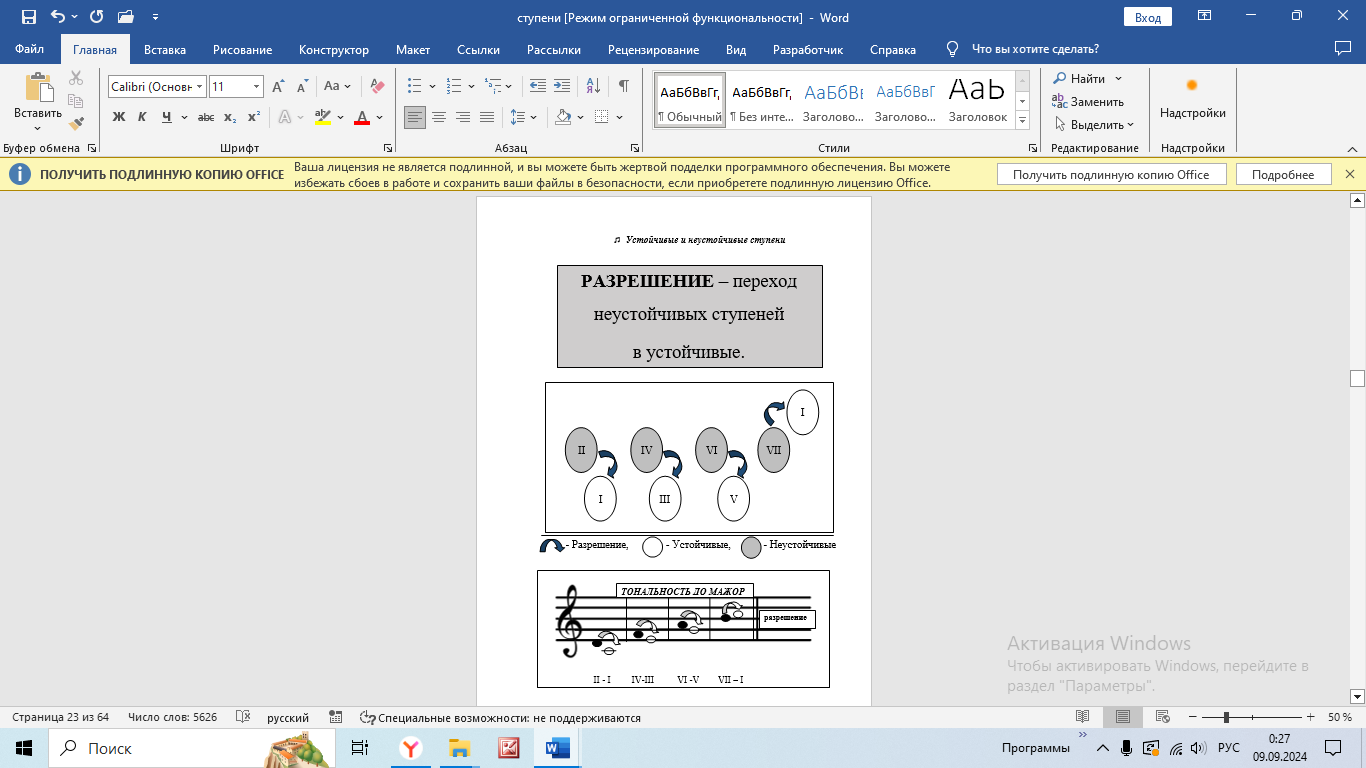 ступени [Режим ограниченной функциональности] - Word
Вход
Файл Главная Вставка Рисование Конструктор Макет Ссылки Рассылки Рецензирование Вид Разработчик Справка Что вы хотите сделать?
Вставить
Буфер обмена
Calibri (Основн 11
Aa
Ж К Ч abc x₂ x²
Шрифт
Абзац
АаБбВвГг, АаБбВвГг, АаБбВв АаБбВвГ АаЬ
¶ Обычный ¶ Без инте... Заголово... Заголово... Заголовок
Стили
Найти
Заменить
Выделить
Редактирование
Надстройки
Надстройки
ПОЛУЧИТЬ ПОДЛИННУЮ КОПИЮ OFFICE
Ваша лицензия не является подлинной, и вы можете быть жертвой подделки программного обеспечения. Вы можете
избежать сбоев в работе и сохранить ваши файлы в безопасности, если приобретете подлинную лицензию Office.
Получить подлинную копию Office
Подробнее
♬ Устойчивые и неустойчивые ступени
РАЗРЕШЕНИЕ – переход
неустойчивых ступеней
в устойчивые.
I
II IV VI VII
I III V
- Разрешение, - Устойчивые, - Неустойчивые
ТОНАЛЬНОСТЬ ДО МАЖОР
разрешение
II - I IV-III VI -V VII – I
Активация Windows
Чтобы активировать Windows, перейдите в
раздел "Параметры".
Страница 23 из 64 Число слов: 5626 русский Специальные возможности: не поддерживаются 50 %
Поиск
Программы
»
РУС
0:27
09.09.2024